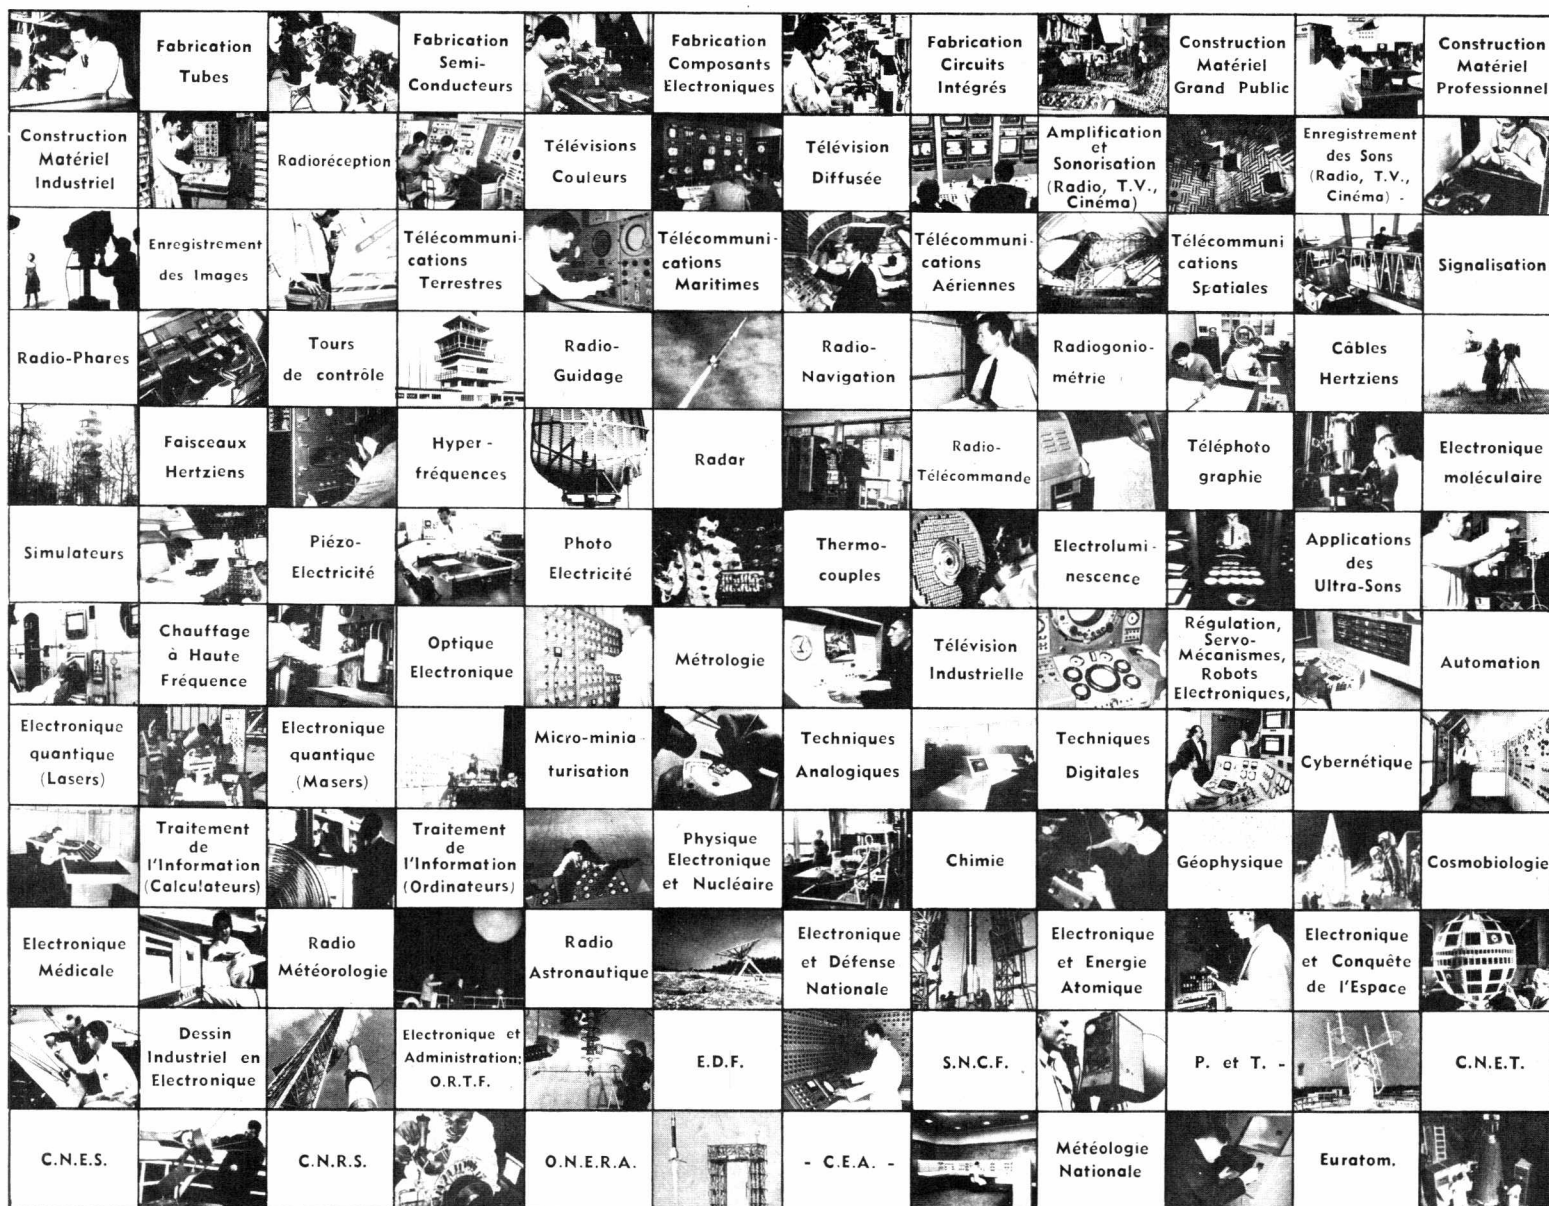 Fabrication
Tubes
Fabrication
Semi-
Conducteurs
Fabrication
Composants
Electroniques
Fabrication
Circuits
Intégrés
Construction
Matériel
Grand Public
Construction
Matériel
Professionnel
Construction
Matériel
Industriel
Radioréception
Télévisions
Couleurs
Télévision
Diffusée
Amplification
et
Sonorisation
(Radio, T.V.,
Cinéma)
Enregistrement
des Sons
(Radio, T.V.,
Cinéma) -
Enregistrement
des Images
Télécommuni-
cations
Terrestres
Télécommuni-
cations
Maritimes
Télécommuni-
cations
Aériennes
Télécommuni
cations
Spatiales
Signalisation
Radio-Phares
Tours
de contrôle
Radio-
Guidage
Radio-
Navigation
Radiogonio-
métrie
Câbles
Hertziens
Faisceaux
Hertziens
Hyper-
fréquences
Radar
Radio-
Télécommande
Téléphoto
graphie
Electronique
moléculaire
Simulateurs
Piézo-
Electricité
Photo
Electricité
Thermo-
couples
Electrolumi-
nescence
Applications
des
Ultra-Sons
Chauffage
à Haute
Fréquence
Optique
Electronique
Métrologie
Télévision
Industrielle
Régulation,
Servo-
Mécanismes,
Robots
Electroniques,
Automation
Electronique
quantique
(Lasers)
Electronique
quantique
(Masers)
Micro-minia
turisation
Techniques
Analogiques
Techniques
Digitales
Cybernétique
Traitement
de
l'Information
(Calculateurs)
Traitement
de
l'Information
(Ordinateurs)
Physique
Electronique
et Nucléaire
Chimie
Géophysique
Cosmobiologie
Electronique
Médicale
Radio
Météorologie
Radio
Astronautique
Electronique
et Défense
Nationale
Electronique
et Energie
Atomique
Electronique
et Conquête
de l'Espace
Dessin
Industriel en
Electronique
Electronique et
Administration:
O.R.T.F.
E.D.F.
S.N.C.F.
P. et T. -
C.N.E.T.
C.N.E.S.
C.N.R.S.
O.N.E.R.A.
- C.E.A. -
Météologie
Nationale
Euratom.